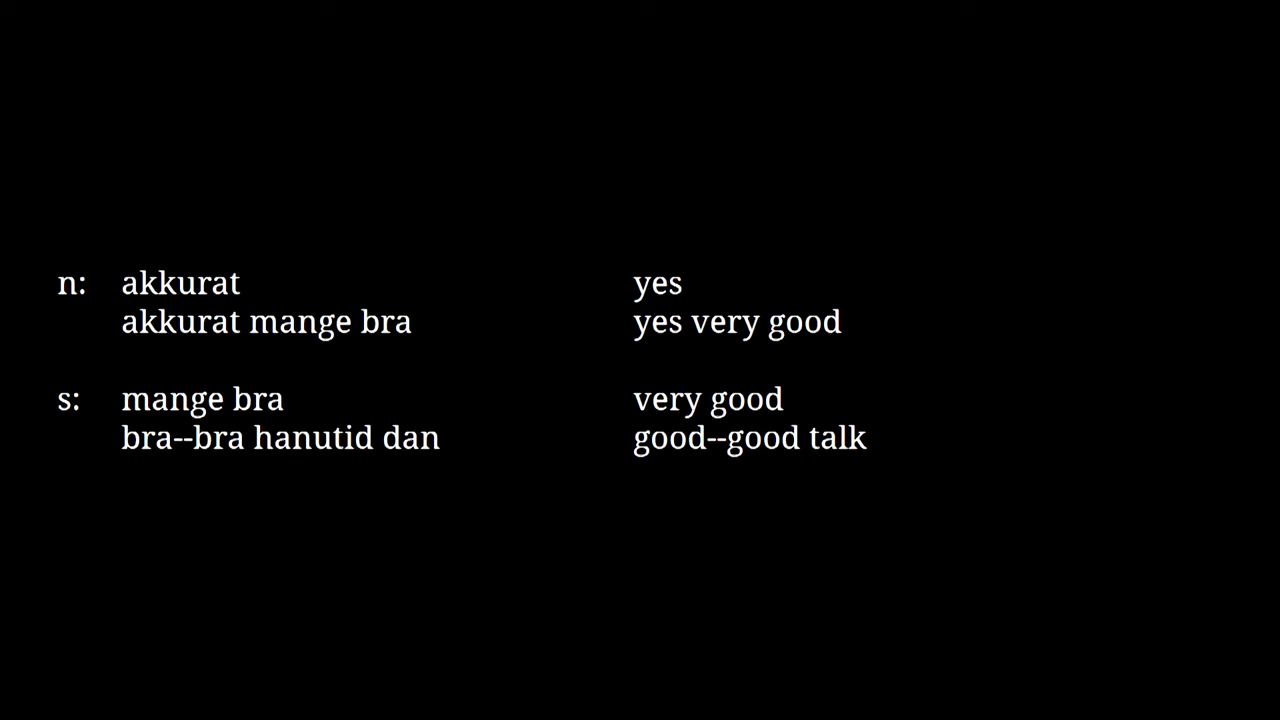 n: akkurat yes
akkurat mange bra yes very good
s: mange bra very good
bra--bra hanutid dan good--good talk